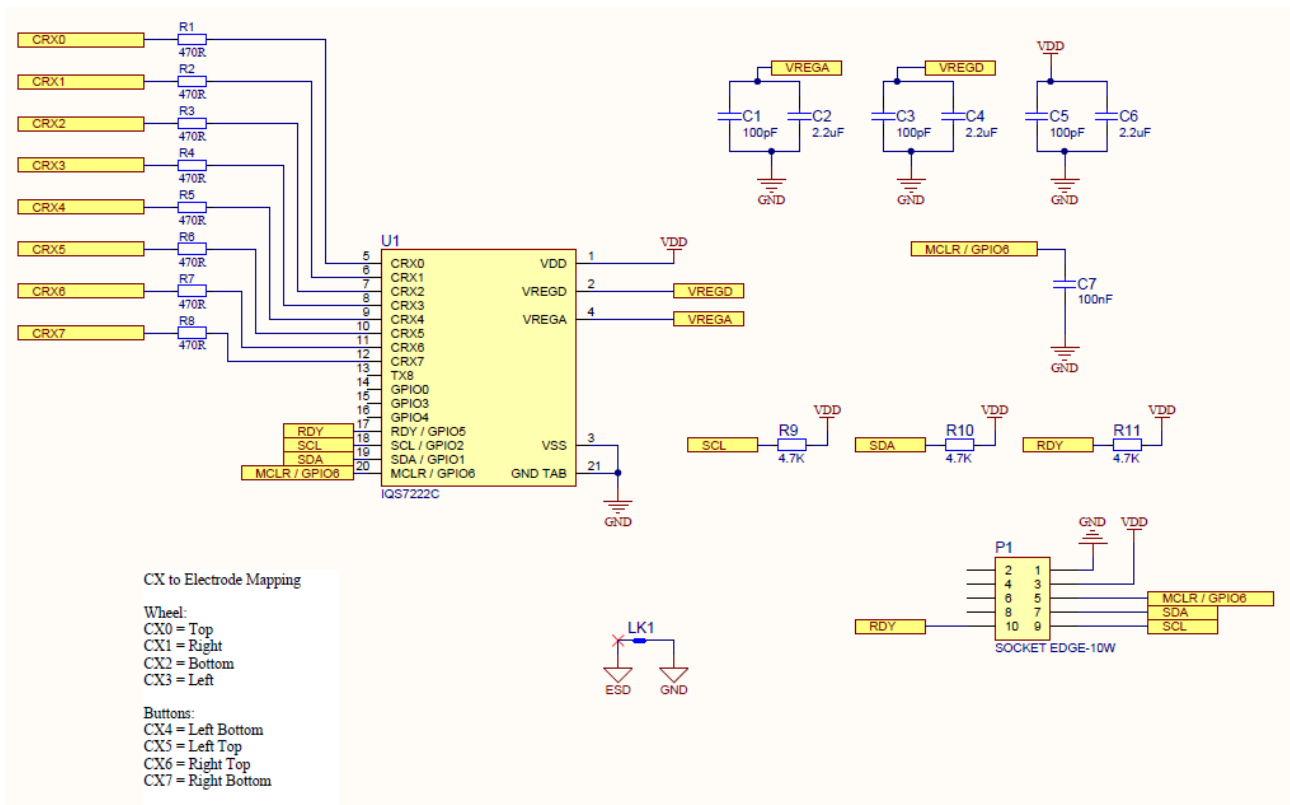 CRX0
R1
470R
CRX1
R2
470R
CRX2
R3
470R
CRX3
R4
470R
CRX4
R5
470R
CRX5
R6
470R
CRX6
R7
470R
CRX7
R8
470R
U1
5 CRX0
6 CRX1
7 CRX2
8 CRX3
9 CRX4
10 CRX5
11 CRX6
12 CRX7
13 TX8
14 GPIO0
15 GPIO3
16 GPIO4
RDY 17 RDY / GPIO5
SCL 18 SCL / GPIO2
SDA 19 SDA / GPIO1
MCLR / GPIO6 20 MCLR / GPIO6
VDD 1 VDD
VREGD 2 VREGD
VREGA 4 VREGA
VSS 3
GND TAB 21
GND
IQS7222C
VREGA
C1
100pF
C2
2.2uF
GND
VREGD
C3
100pF
C4
2.2uF
GND
VDD
C5
100pF
C6
2.2uF
GND
MCLR / GPIO6
C7
100nF
GND
SCL
R9
4.7K
VDD
SDA
R10
4.7K
VDD
RDY
R11
4.7K
VDD
GND VDD
P1
2 1
4 3
6 5 MCLR / GPIO6
8 7 SDA
RDY 10 9 SCL
SOCKET EDGE-10W
LK1
ESD GND
CX to Electrode Mapping
Wheel:
CX0 = Top
CX1 = Right
CX2 = Bottom
CX3 = Left
Buttons:
CX4 = Left Bottom
CX5 = Left Top
CX6 = Right Top
CX7 = Right Bottom